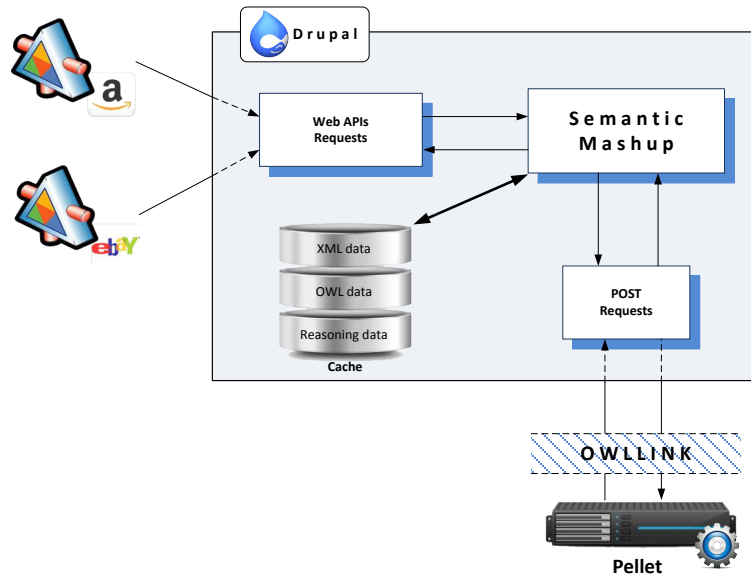 Drupal
a
Web APIs
Requests
Semantic
Mashup
ebaY
XML data
OWL data
Reasoning data
Cache
POST
Requests
OWLLINK
Pellet